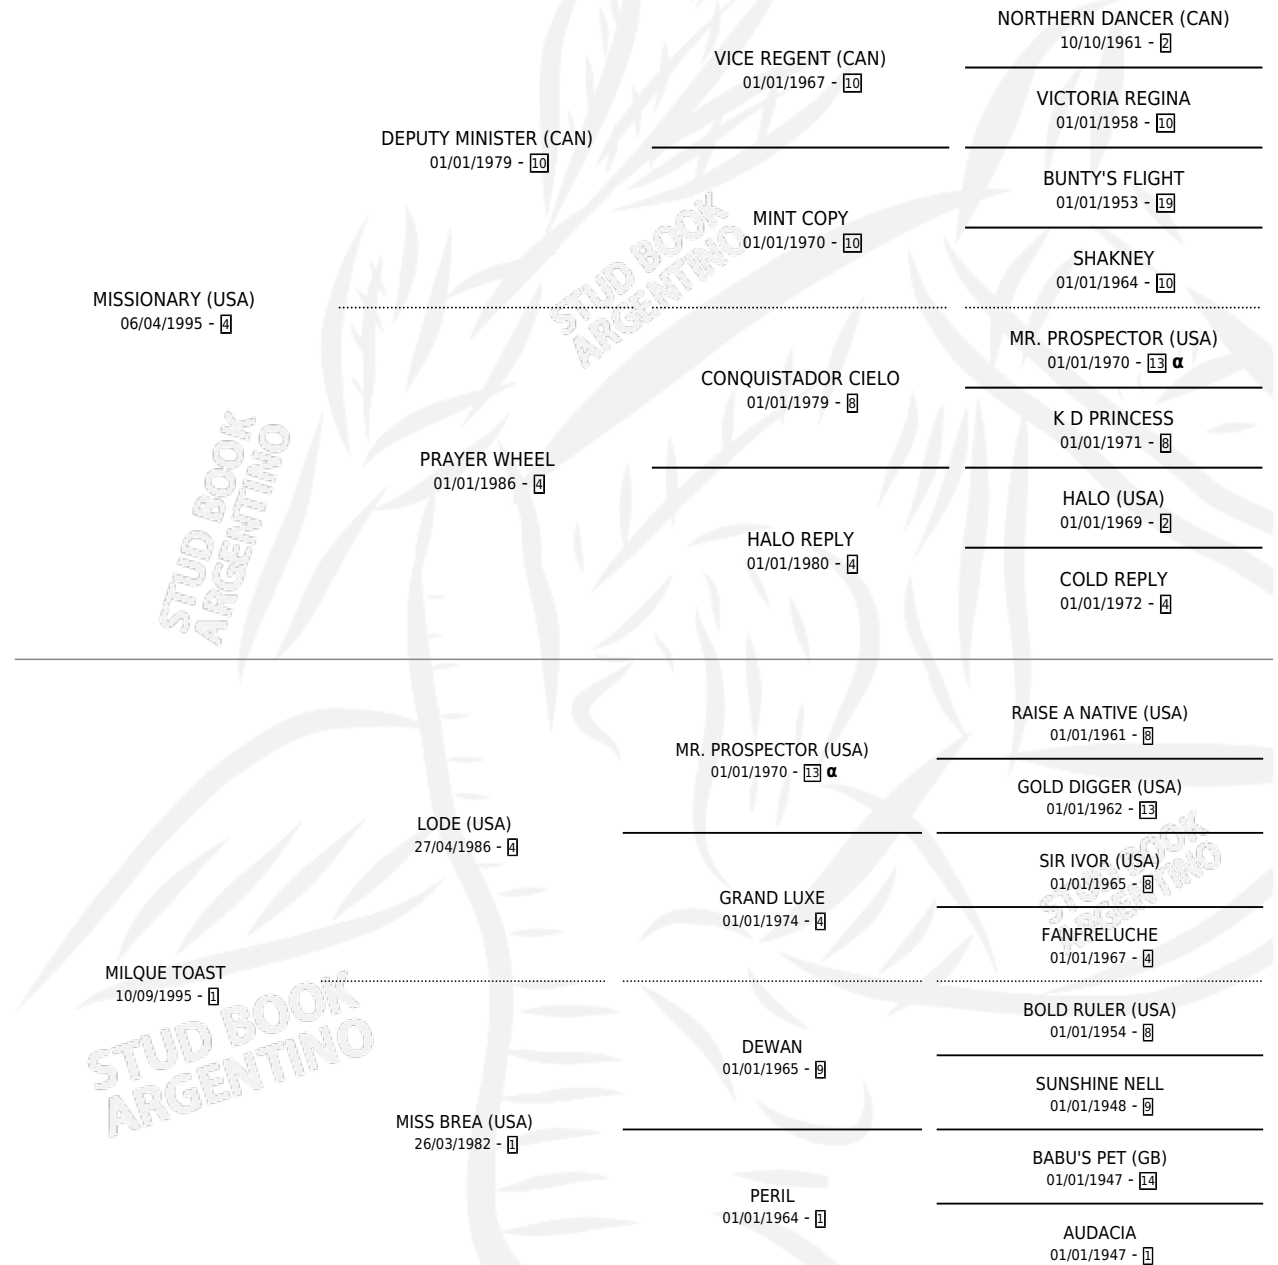 NORTHERN DANCER (CAN)
10/10/1961 - 2
VICE REGENT (CAN)
01/01/1967 - 10
VICTORIA REGINA
01/01/1958 - 10
DEPUTY MINISTER (CAN)
01/01/1979 - 10
BUNTY'S FLIGHT
01/01/1953 - 19
MINT COPY
01/01/1970 - 10
SHAKNEY
01/01/1964 - 10
MISSIONARY (USA)
06/04/1995 - 4
MR. PROSPECTOR (USA)
01/01/1970 - 13 α
CONQUISTADOR CIELO
01/01/1979 - 8
K D PRINCESS
01/01/1971 - 8
PRAYER WHEEL
01/01/1986 - 4
HALO (USA)
01/01/1969 - 2
HALO REPLY
01/01/1980 - 4
COLD REPLY
01/01/1972 - 4
RAISE A NATIVE (USA)
01/01/1961 - 8
MR. PROSPECTOR (USA)
01/01/1970 - 13 α
GOLD DIGGER (USA)
01/01/1962 - 13
LODE (USA)
27/04/1986 - 4
SIR IVOR (USA)
01/01/1965 - 8
GRAND LUXE
01/01/1974 - 4
FANFRELUCHE
01/01/1967 - 4
MILQUE TOAST
10/09/1995 - 1
BOLD RULER (USA)
01/01/1954 - 8
DEWAN
01/01/1965 - 9
SUNSHINE NELL
01/01/1948 - 9
MISS BREA (USA)
26/03/1982 - 1
BABU'S PET (GB)
01/01/1947 - 14
PERIL
01/01/1964 - 1
AUDACIA
01/01/1947 - 1
STUD BOOK
ARGENTINO
STUD BOOK
ARGENTINO
STUD BOOK
ARGENTINO
STUD BOOK
ARGENTINO